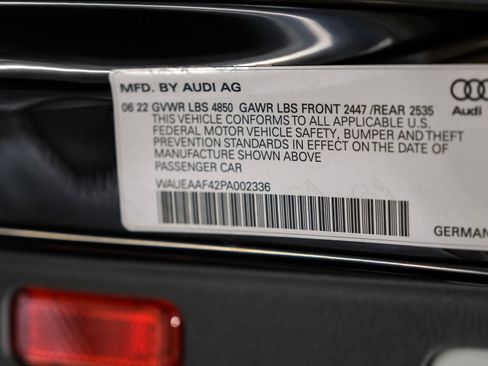 MFD. BY AUDI AG
06 22 GVWR LBS 4850 GAWR LBS FRONT 2447 /REAR 2535
THIS VEHICLE CONFORMS TO ALL APPLICABLE U.S.
FEDERAL MOTOR VEHICLE SAFETY, BUMPER AND THEFT
PREVENTION STANDARDS IN EFFECT ON THE DATE OF
MANUFACTURE SHOWN ABOVE
PASSENGER CAR
WAUEAAF42PA002336
Audi
GERMAN